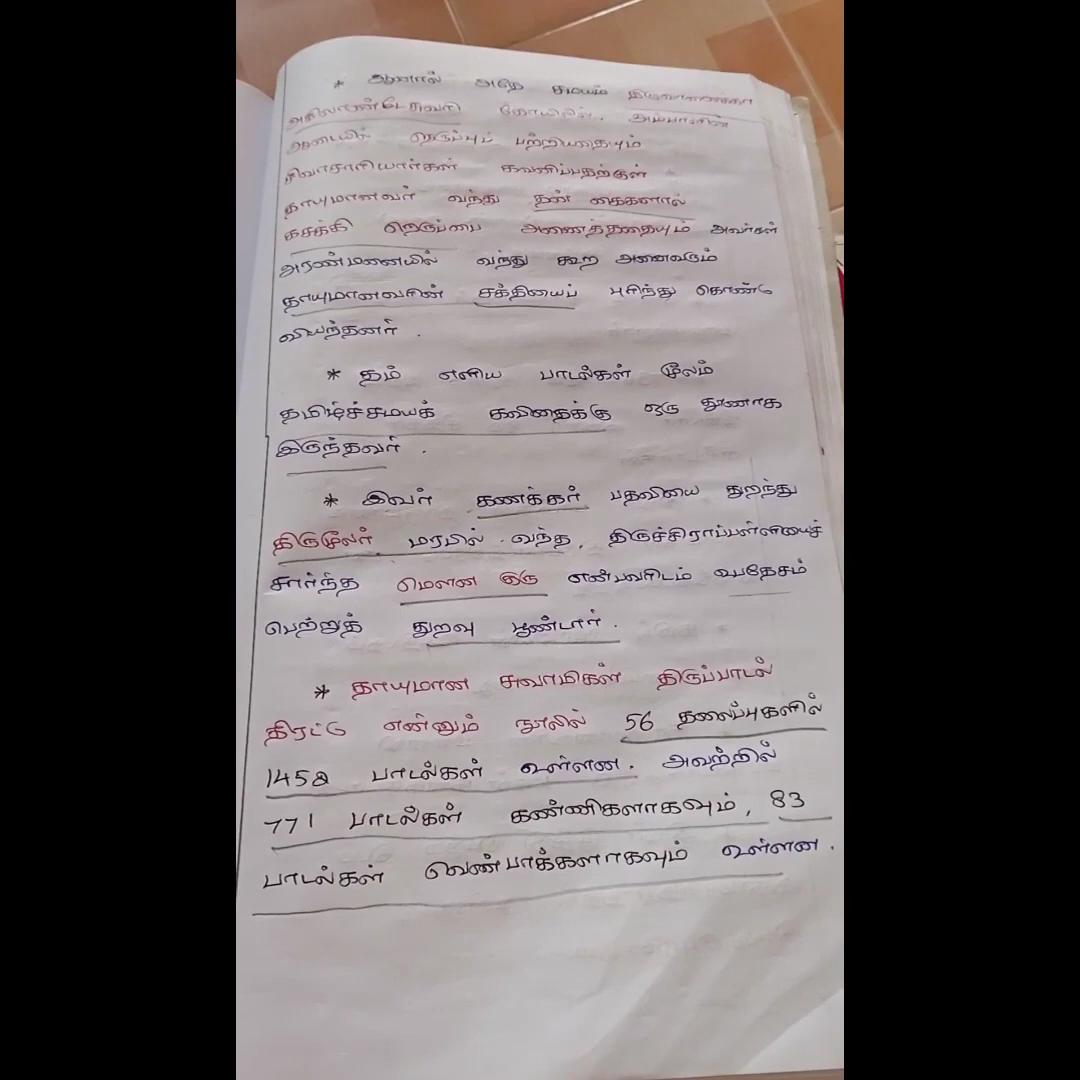 * ஆனால் அதே சமயம் திருவானைக்கா
அகிலாண்டேசுவரி கோயிலில். அம்பாளின்
ஆடையில் நெருப்புப் பற்றியதையும்
சிவாசாரியார்கள் கவனிப்பதற்குள்
தாயுமானவர் வந்து தன் கைகளால்
கசக்கி நெருப்பை அணைத்ததையும் அவர்கள்
அரண்மனையில் வந்து கூற அனைவரும்
தாயுமானவரின் சக்தியைப் புரிந்து கொண்டு
வியந்தனர்.
* தம் எளிய பாடல்கள் மூலம்
தமிழ்ச்சமயக் கவிதைக்கு ஒரு தூணாக
இருந்தவர்.
* இவர் கணக்கர் பதவியை துறந்து
திருமூலர் மரபில் வந்த, திருச்சிராப்பள்ளியைச்
சார்ந்த மௌன குரு என்பவரிடம் உபதேசம்
பெற்றுத் துறவு பூண்டார்.
* தாயுமான சுவாமிகள் திருப்பாடல்
திரட்டு என்னும் நூலில் 56 தலைப்புகளில்
1452 பாடல்கள் உள்ளன. அவற்றில்
771 பாடல்கள் கண்ணிகளாகவும், 83
பாடல்கள் வெண்பாக்களாகவும் உள்ளன.